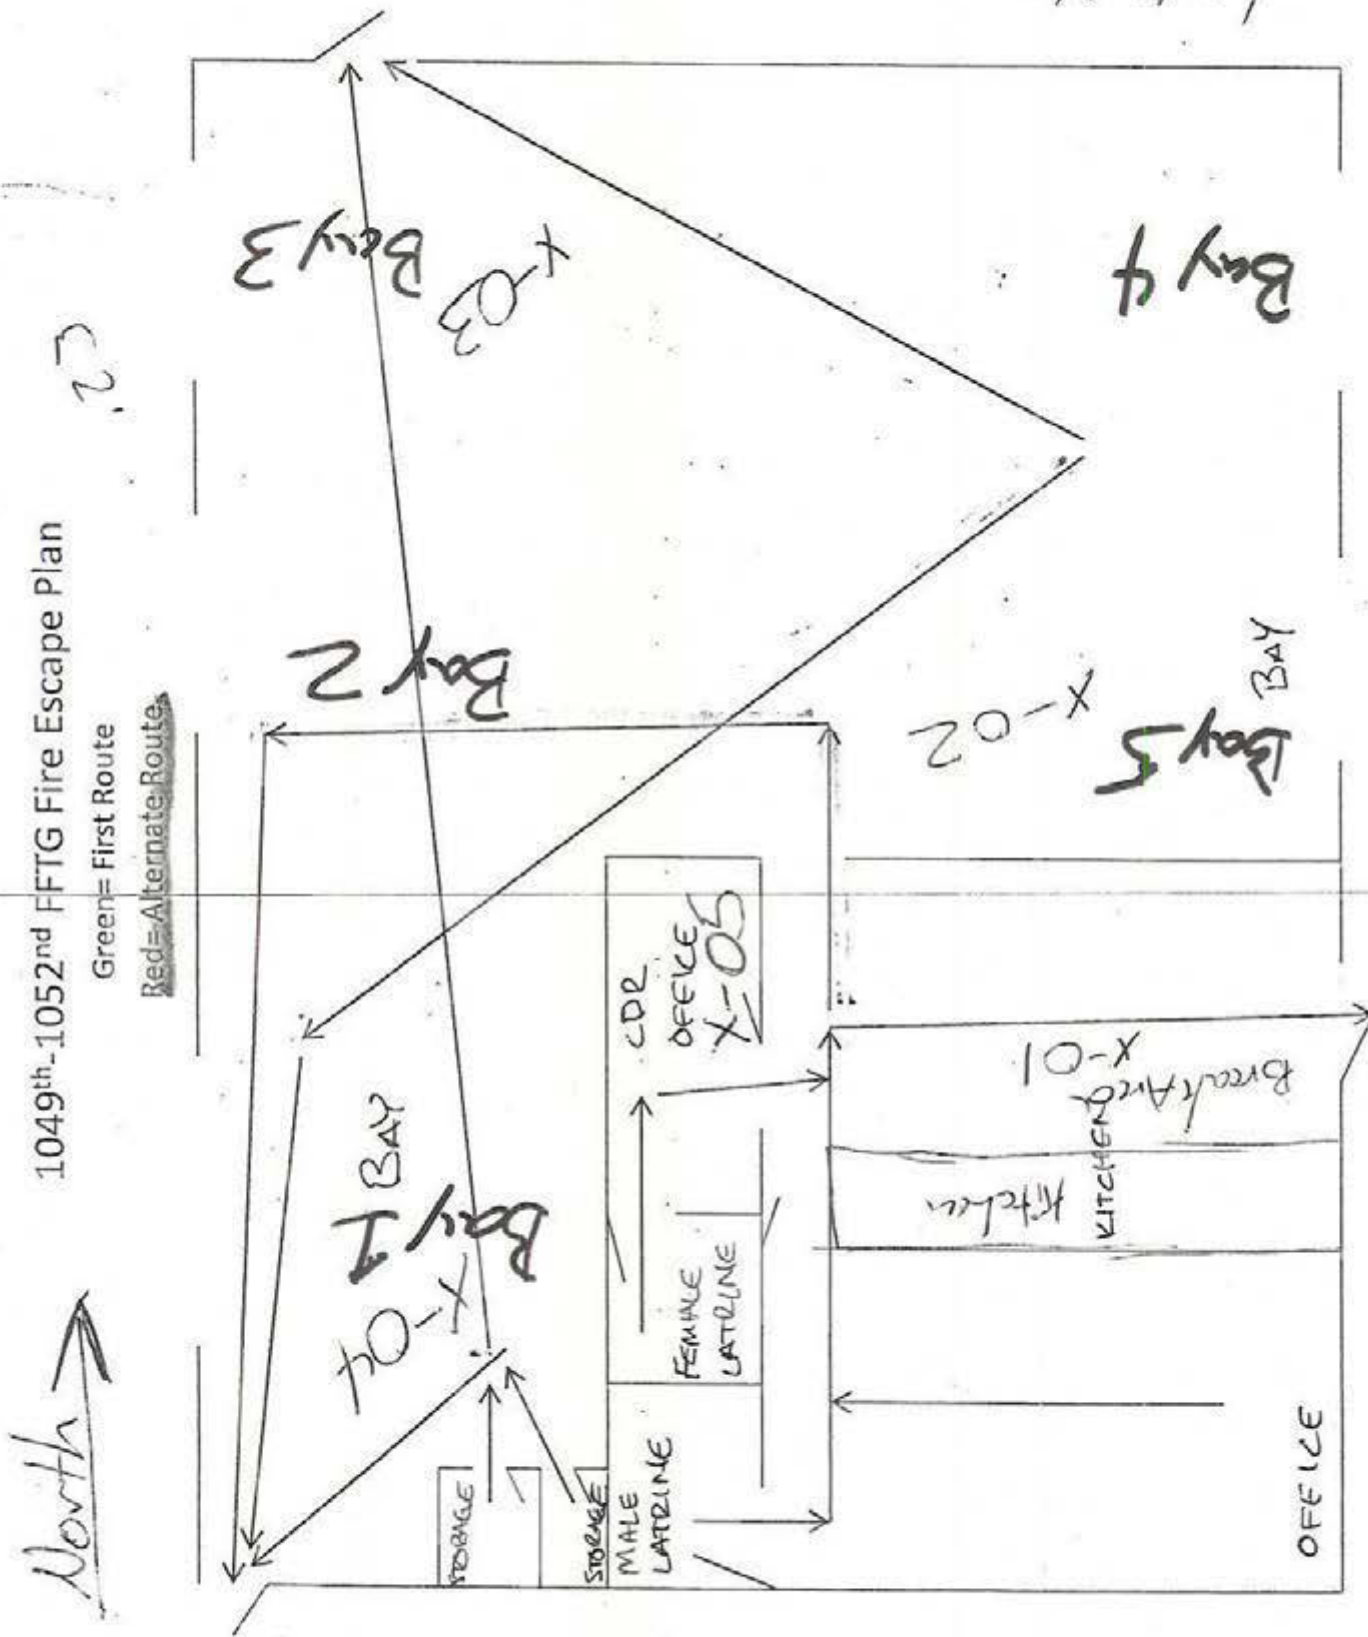 1049th-1052nd FFTG Fire Escape Plan
Green= First Route
Red=Alternate Route
North
Bay 3
X-03
Bay 4
Bay 2
X-02
Bay 5
BAY
BAY
Bay 1
X-04
CDR
OFFICE
X-05
X-01
Break Area
Kitchen
KITCHEN
FEMALE
LATRINE
MALE
LATRINE
STORAGE
STORAGE
OFFICE